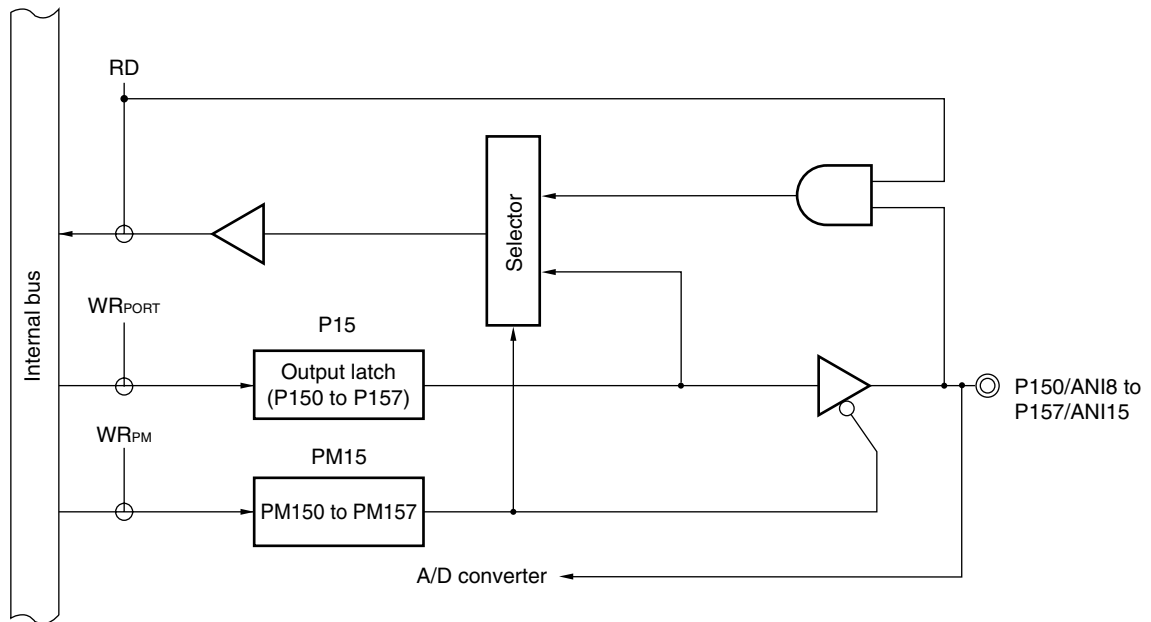 RD
Selector
Internal bus
WRPORT
P15
Output latch
(P150 to P157)
P150/ANI8 to
P157/ANI15
WRPM
PM15
PM150 to PM157
A/D converter